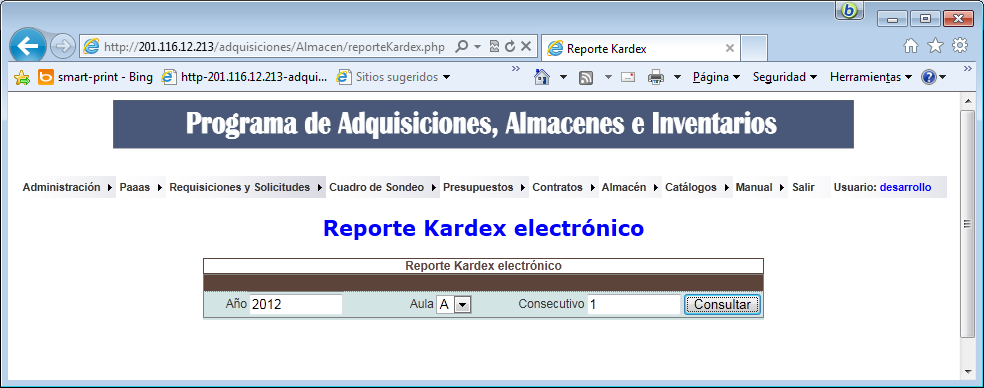 http://201.116.12.213/adquisiciones/Almacen/reporteKardex.php
Reporte Kardex
smart-print - Bing
http-201.116.12.213-adqui...
Sitios sugeridos
Página
Seguridad
Herramientas
Programa de Adquisiciones, Almacenes e Inventarios
Administración Paaas Requisiciones y Solicitudes Cuadro de Sondeo Presupuestos Contratos Almacén Catálogos Manual Salir Usuario: desarrollo
Reporte Kardex electrónico
Reporte Kardex electrónico
Año 2012 Aula A Consecutivo 1 Consultar